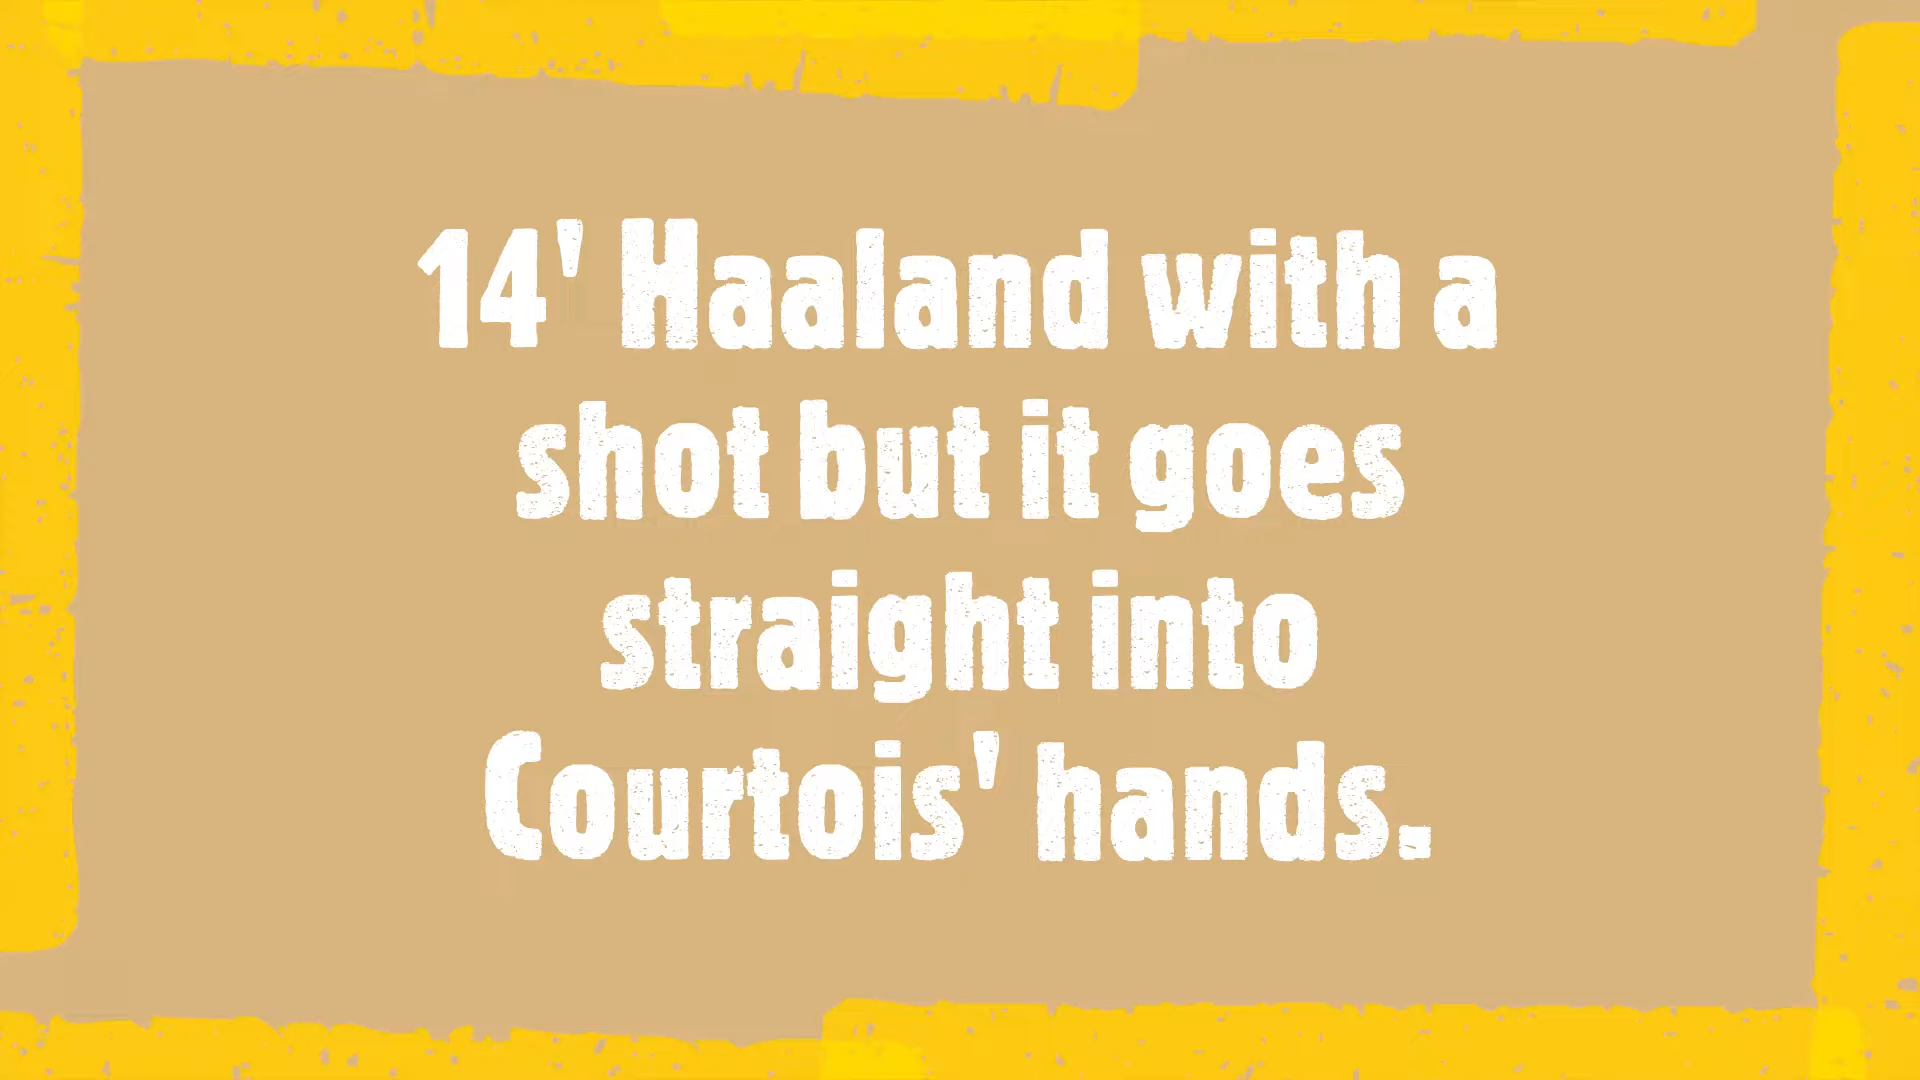 14' Haaland with a
shot but it goes
straight into
Courtois' hands.